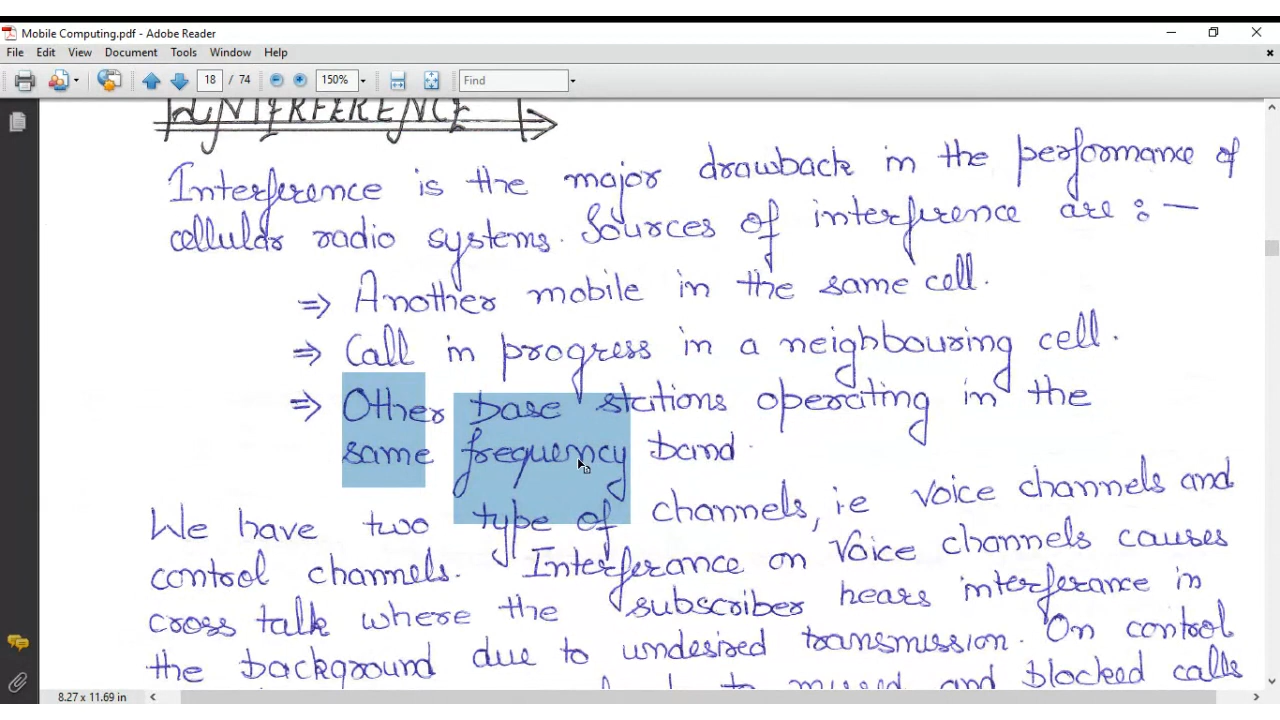 Mobile Computing.pdf - Adobe Reader
File Edit View Document Tools Window Help
18 / 74 150% Find
INTERFERENCE
Interference is the major drawback in the performance of
cellular radio systems. Sources of interference are : —
⇒ Another mobile in the same cell.
⇒ Call in progress in a neighbouring cell.
⇒ Other base stations operating in the
same frequency band.
We have two type of channels, ie voice channels and
control channels. Interferance on voice channels causes
cross talk where the subscriber hears interferance in
the background due to undesired transmission. On control
to missed and blocked calls
8.27 x 11.69 in